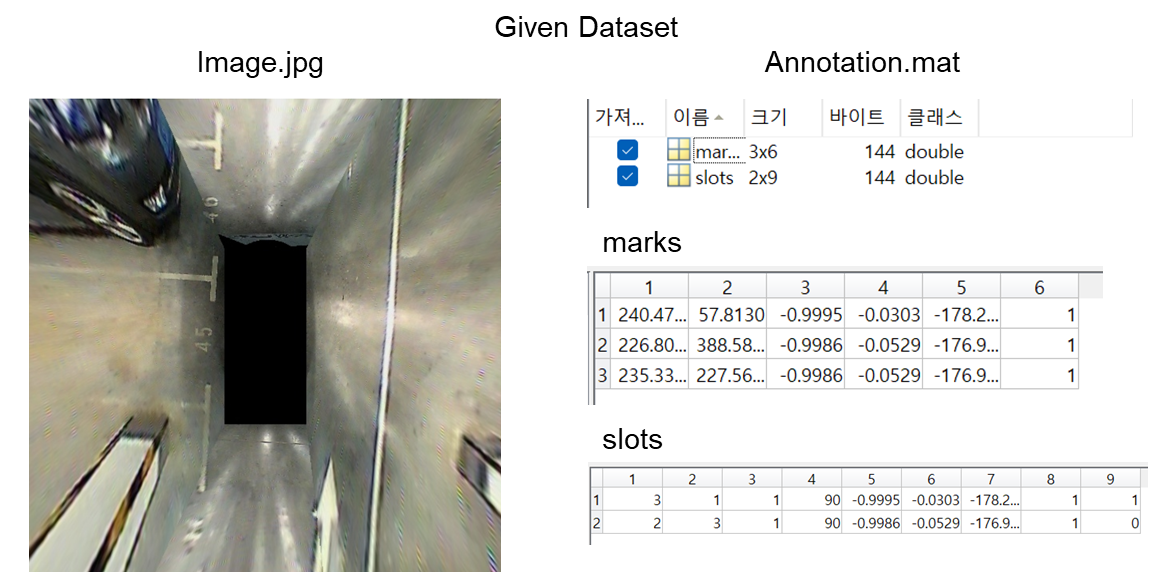 Given Dataset
Image.jpg
Annotation.mat
46
45
가져... 이름 크기 바이트 클래스
mar... 3x6 144 double
slots 2x9 144 double
marks
1 2 3 4 5 6
1 240.47... 57.8130 -0.9995 -0.0303 -178.2... 1
2 226.80... 388.58... -0.9986 -0.0529 -176.9... 1
3 235.33... 227.56... -0.9986 -0.0529 -176.9... 1
slots
1 2 3 4 5 6 7 8 9
1 3 1 1 90 -0.9995 -0.0303 -178.2... 1 1
2 2 3 1 90 -0.9986 -0.0529 -176.9... 1 0